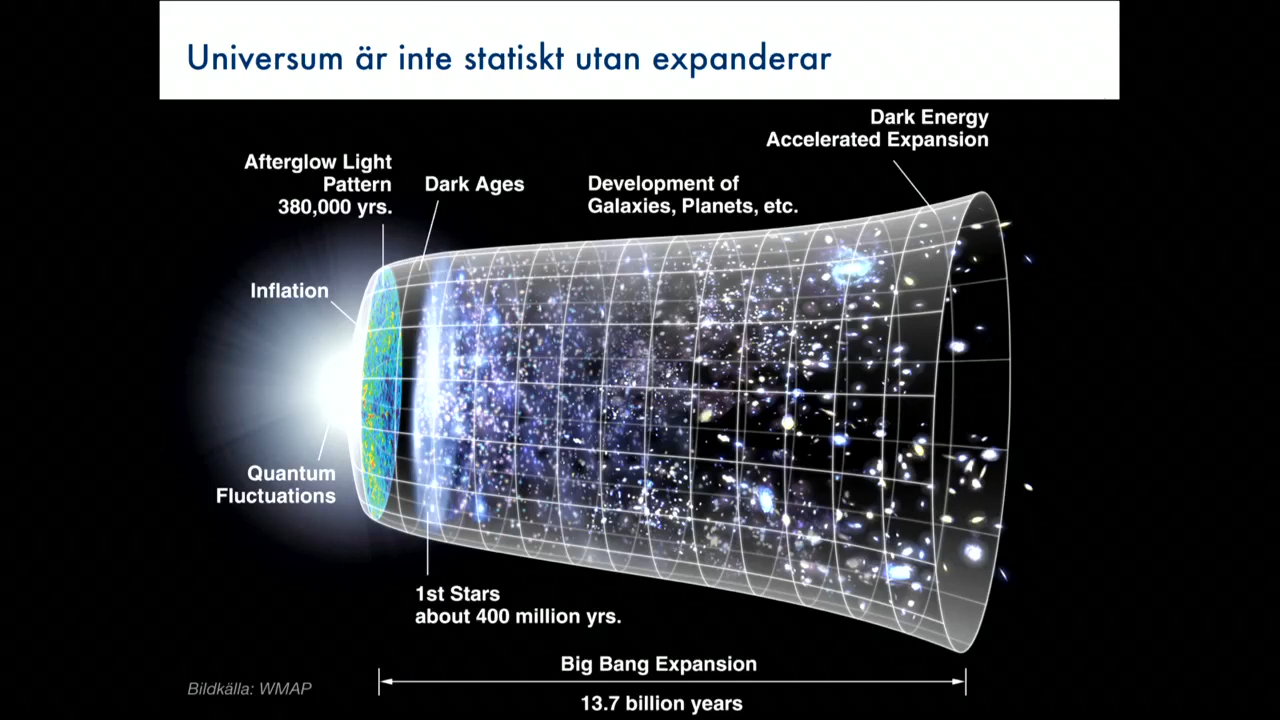 Universum är inte statiskt utan expanderar
Dark Energy
Accelerated Expansion
Afterglow Light
Pattern
380,000 yrs.
Dark Ages
Development of
Galaxies, Planets, etc.
Inflation
Quantum
Fluctuations
1st Stars
about 400 million yrs.
Big Bang Expansion
13.7 billion years
Bildkälla: WMAP